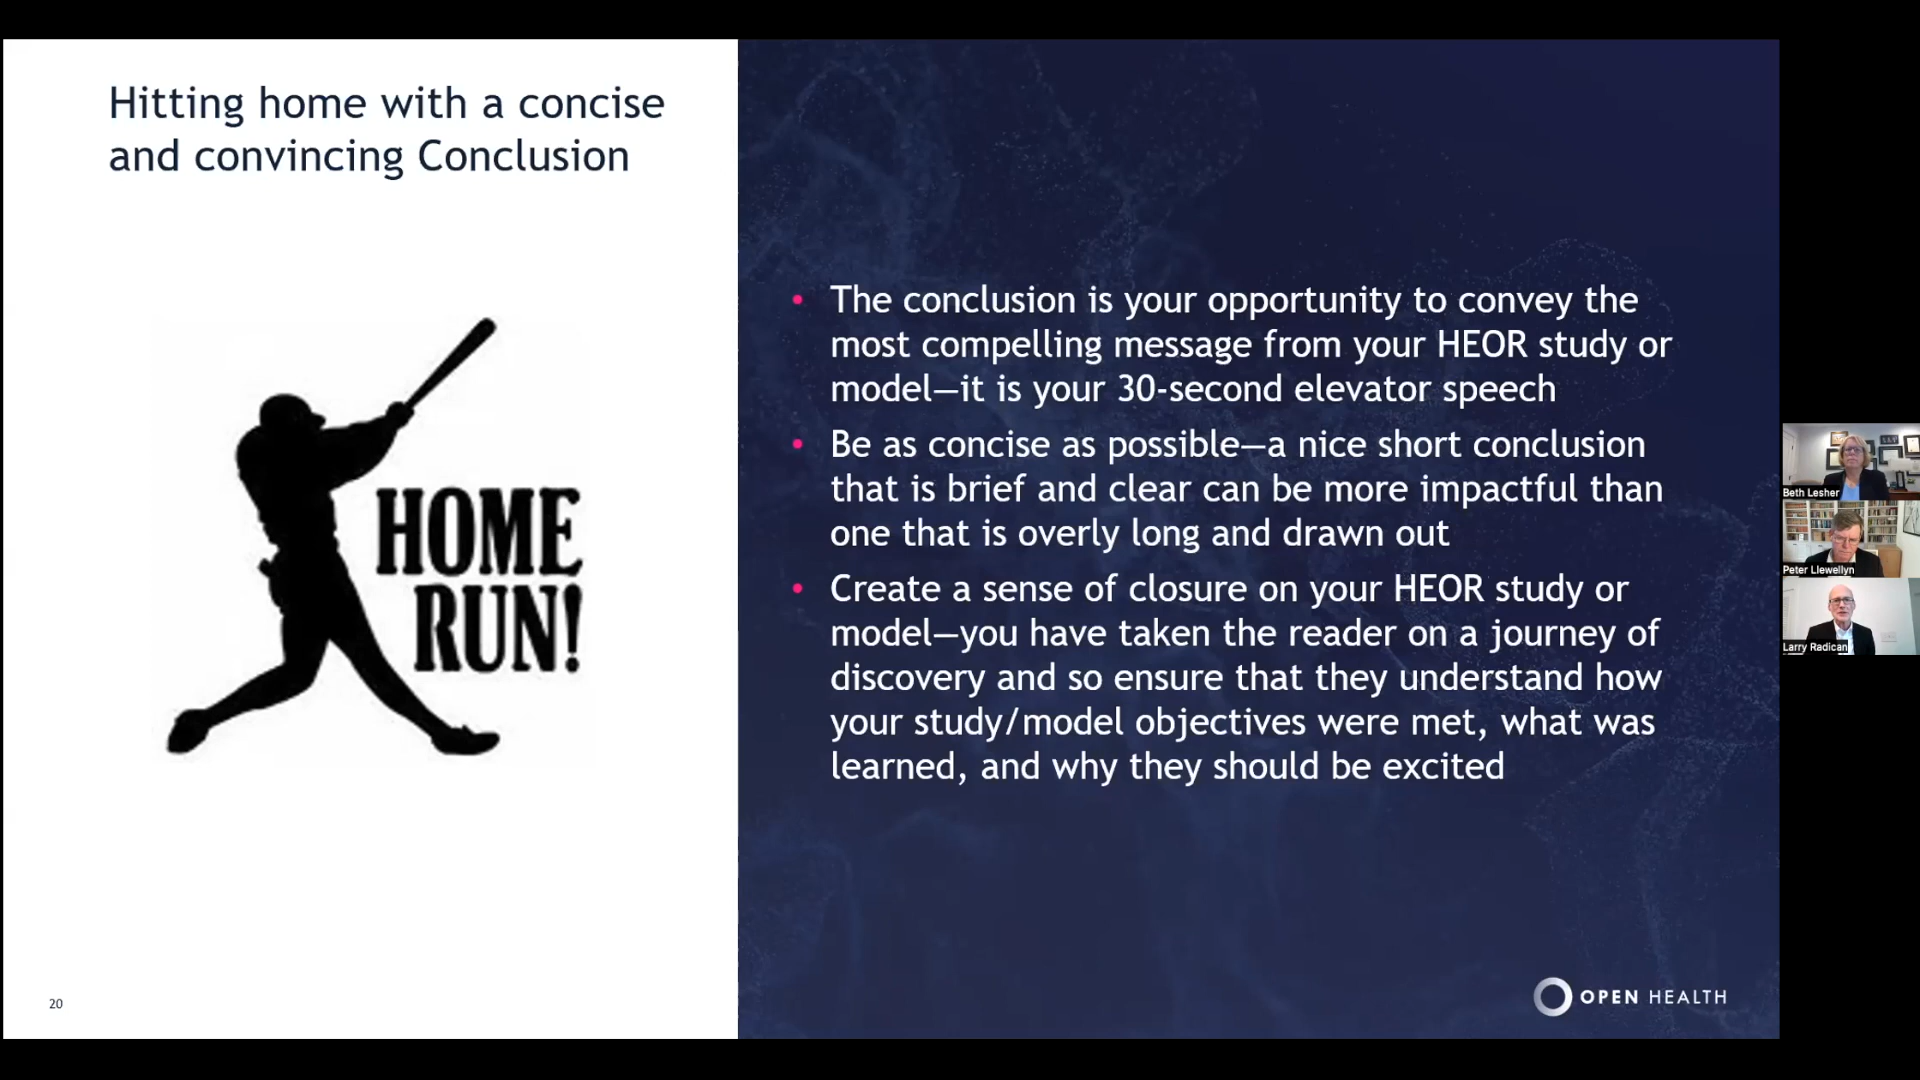 Hitting home with a concise
and convincing Conclusion
HOME
RUN!
The conclusion is your opportunity to convey the
most compelling message from your HEOR study or
model—it is your 30-second elevator speech
Be as concise as possible—a nice short conclusion
that is brief and clear can be more impactful than
one that is overly long and drawn out
Create a sense of closure on your HEOR study or
model—you have taken the reader on a journey of
discovery and so ensure that they understand how
your study/model objectives were met, what was
learned, and why they should be excited
20
OPEN HEALTH
Beth Lesher
Peter Llewellyn
Larry Radican